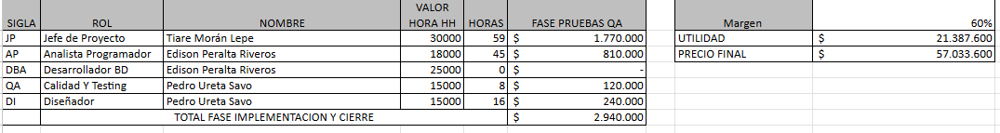 SIGLA ROL NOMBRE VALOR HORA HH HORAS FASE PRUEBAS QA Margen 60%
JP Jefe de Proyecto Tiare Morán Lepe 30000 59 $ 1.770.000 UTILIDAD $ 21.387.600
AP Analista Programador Edison Peralta Riveros 18000 45 $ 810.000 PRECIO FINAL $ 57.033.600
DBA Desarrollador BD Edison Peralta Riveros 25000 0 $ -
QA Calidad Y Testing Pedro Ureta Savo 15000 8 $ 120.000
DI Diseñador Pedro Ureta Savo 15000 16 $ 240.000
TOTAL FASE IMPLEMENTACION Y CIERRE $ 2.940.000